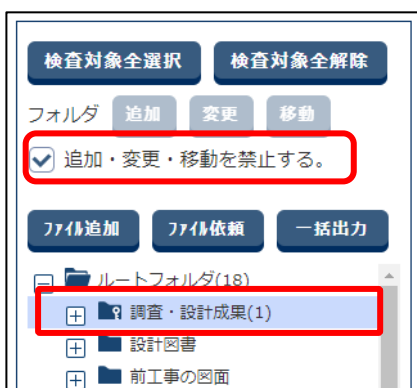 検査対象全選択 検査対象全解除
フォルダ 追加 変更 移動
追加・変更・移動を禁止する。
ﾌｧｲﾙ追加 ﾌｧｲﾙ依頼 一括出力
ルートフォルダ(18)
調査・設計成果(1)
設計図書
前工事の図面